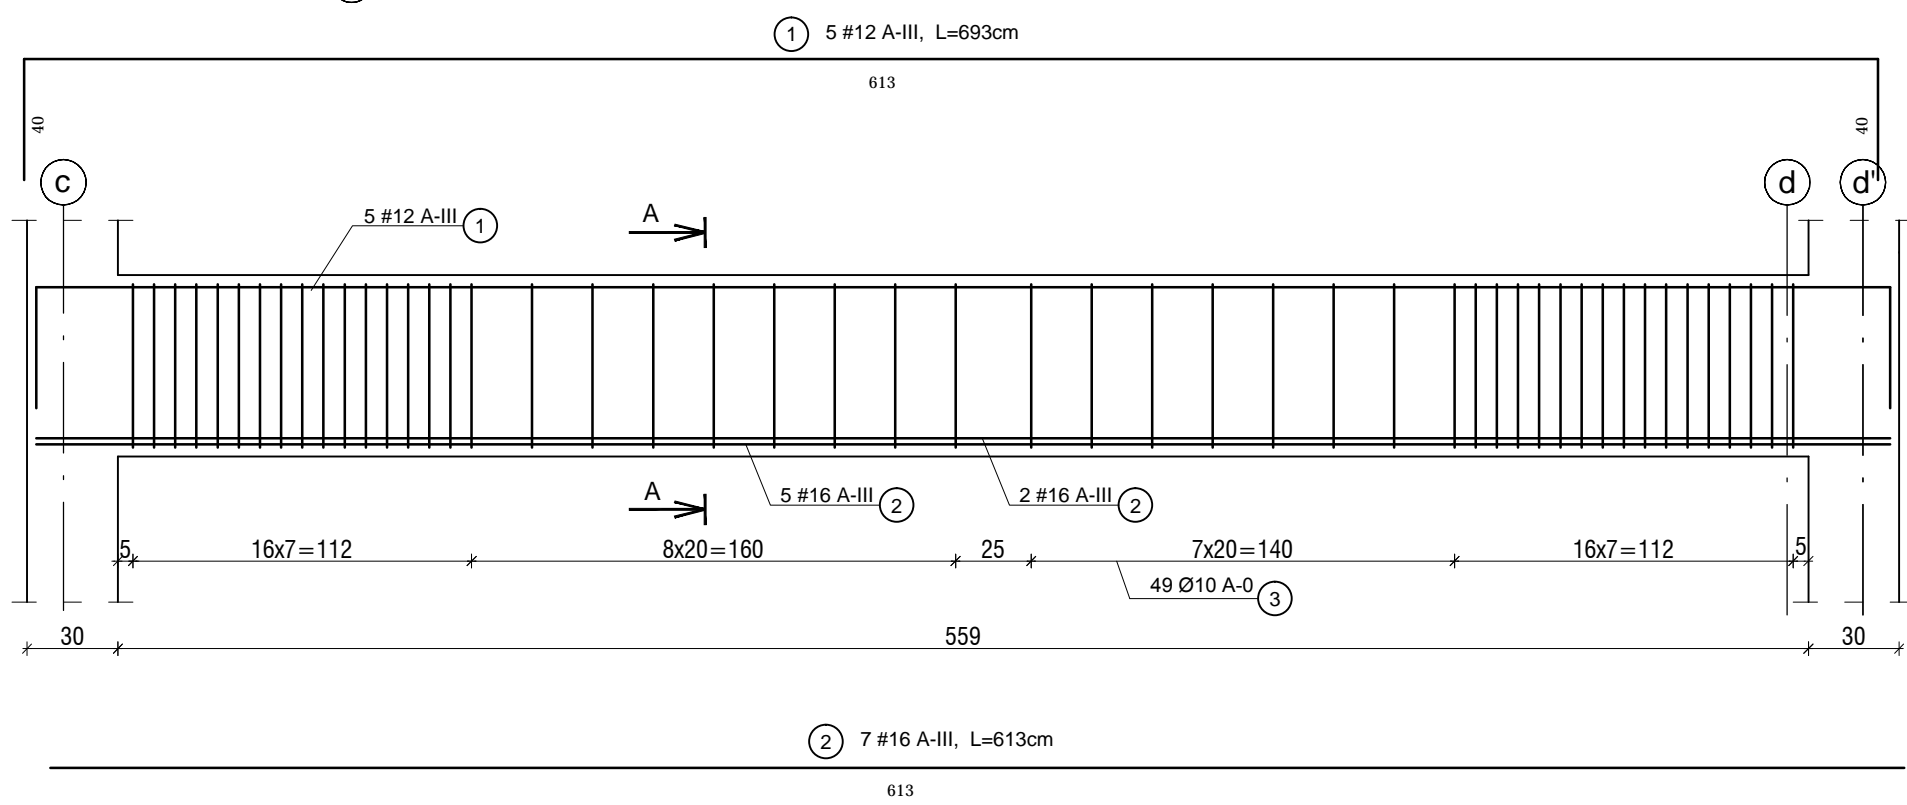 1 5 #12 A-III, L=693cm
613
40
40
c
d
d'
5 #12 A-III 1
A
A
5 #16 A-III 2
2 #16 A-III 2
5
16x7=112
8x20=160
25
7x20=140
16x7=112
5
49 Ø10 A-0 3
30
559
30
2 7 #16 A-III, L=613cm
613